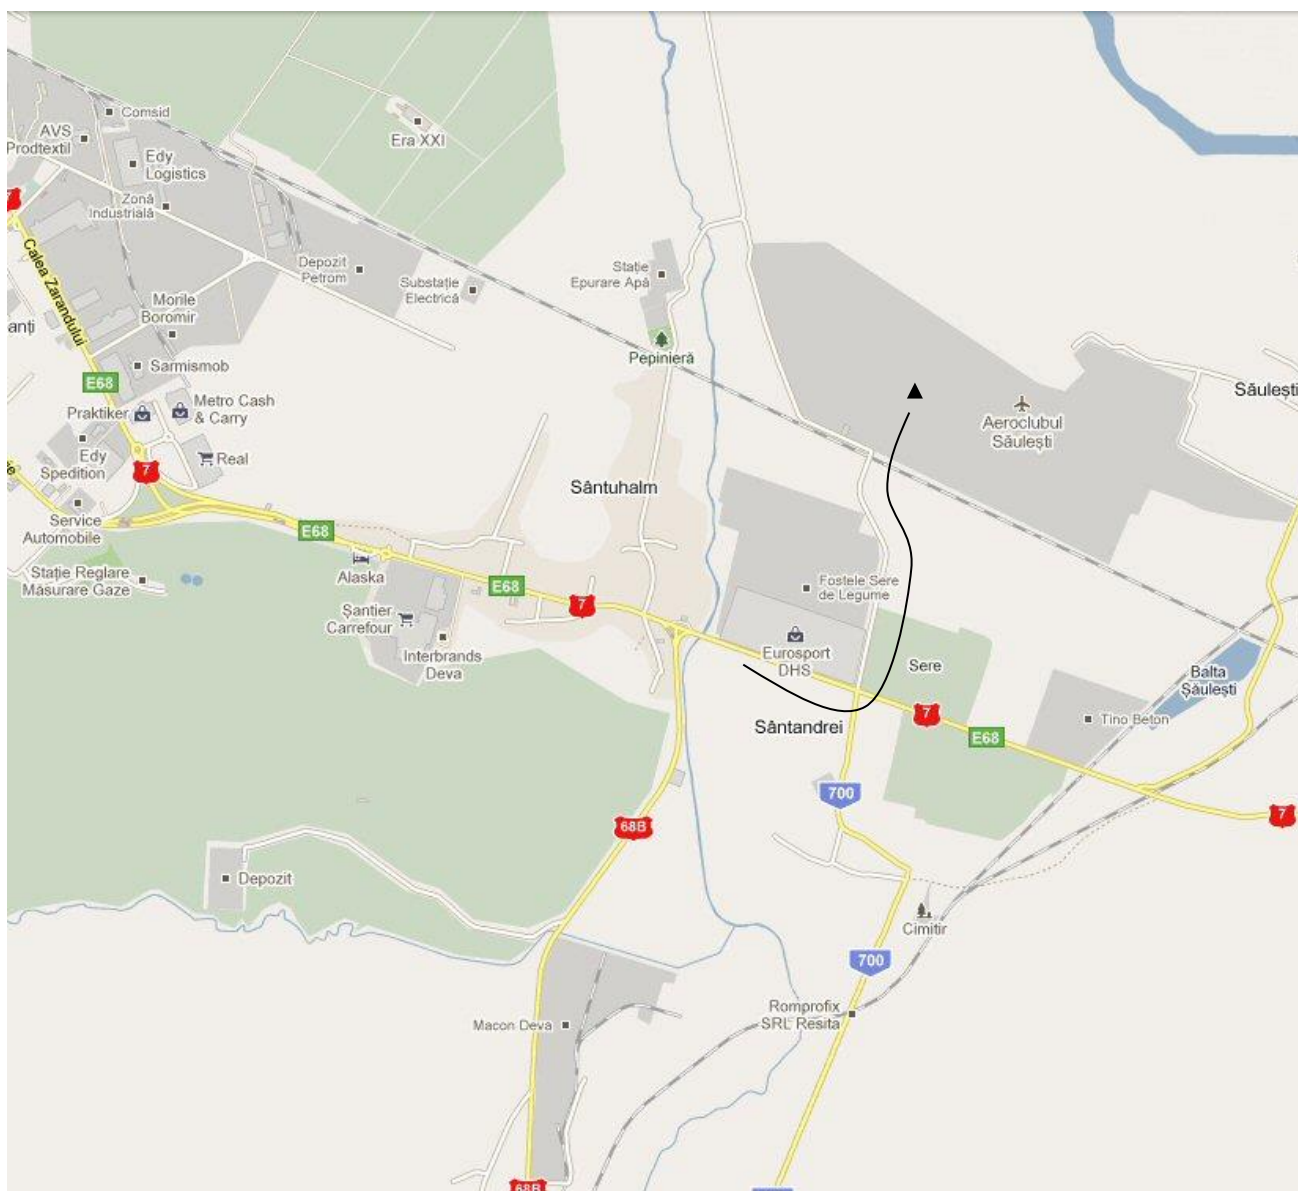 Comsid
AVS
Prodtextil
Edy
Logistics
Era XXI
Zonă
Industrială
7
Calea Zarandului
Depozit
Petrom
Substație
Electrică
Stație
Epurare Apă
Morile
Boromir
anți
Sarmismob
Pepinieră
E68
Praktiker
Metro Cash
& Carry
Săulești
Aeroclubul
Săulești
Edy
Spedition
Real
7
Sântuhalm
Service
Automobile
E68
Alaska
Stație Reglare
Măsurare Gaze
E68
Fostele Sere
de Legume
7
Șantier
Carrefour
Interbrands
Deva
Eurosport
DHS
Sere
Balta
Săulești
7
Tino Beton
Sântandrei
E68
700
7
68B
Depozit
Cimitir
700
Romprofix
SRL Resita
Macon Deva
68B